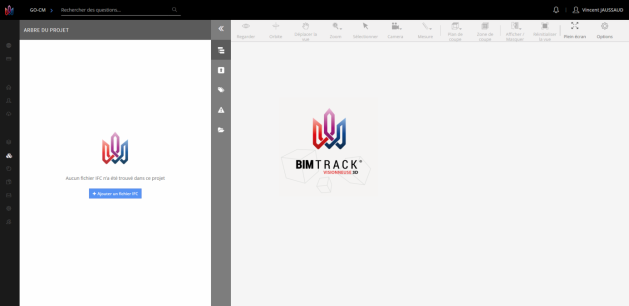 GO-CM
Rechercher des questions...
Vincent JAUSSAUD
ARBRE DU PROJET
Regarder
Orbite
Déplacer la vue
Zoom
Sélectionner
Caméra
Mesure
Plan de coupe
Zone de coupe
Afficher / Masquer
Réinitialiser la vue
Plein écran
Options
BIMTRACK®
VISIONNEUSE 3D
Aucun fichier IFC n'a été trouvé dans ce projet
+ Ajouter un fichier IFC